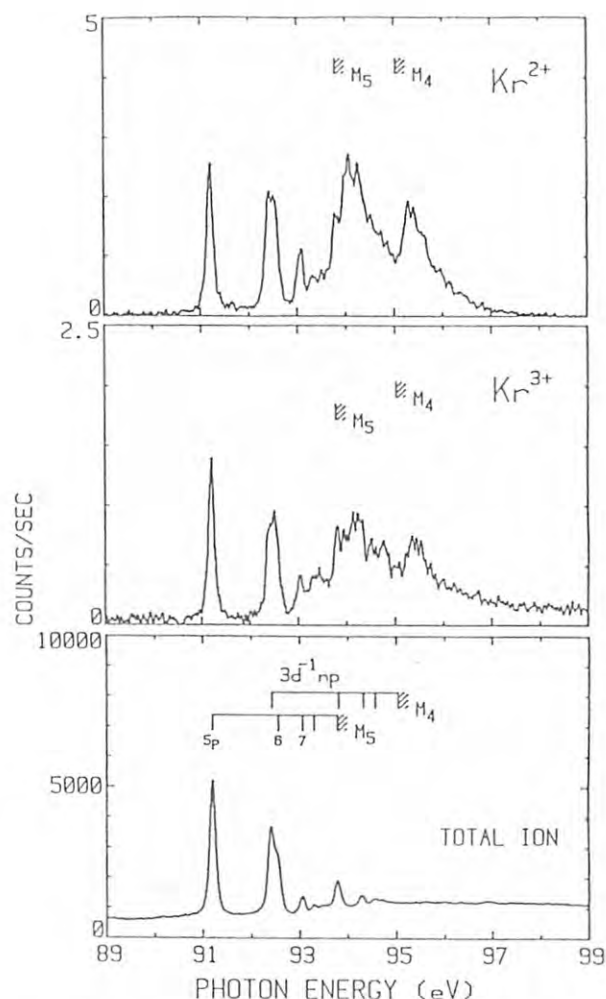 5
M₅ M₄ Kr²⁺
0
2.5
M₄ Kr³⁺
M₅
COUNTS/SEC
0
10000
3d⁻¹np
M₄
5p 6 7 M₅
5000
TOTAL ION
0
89 91 93 95 97 99
PHOTON ENERGY (eV)